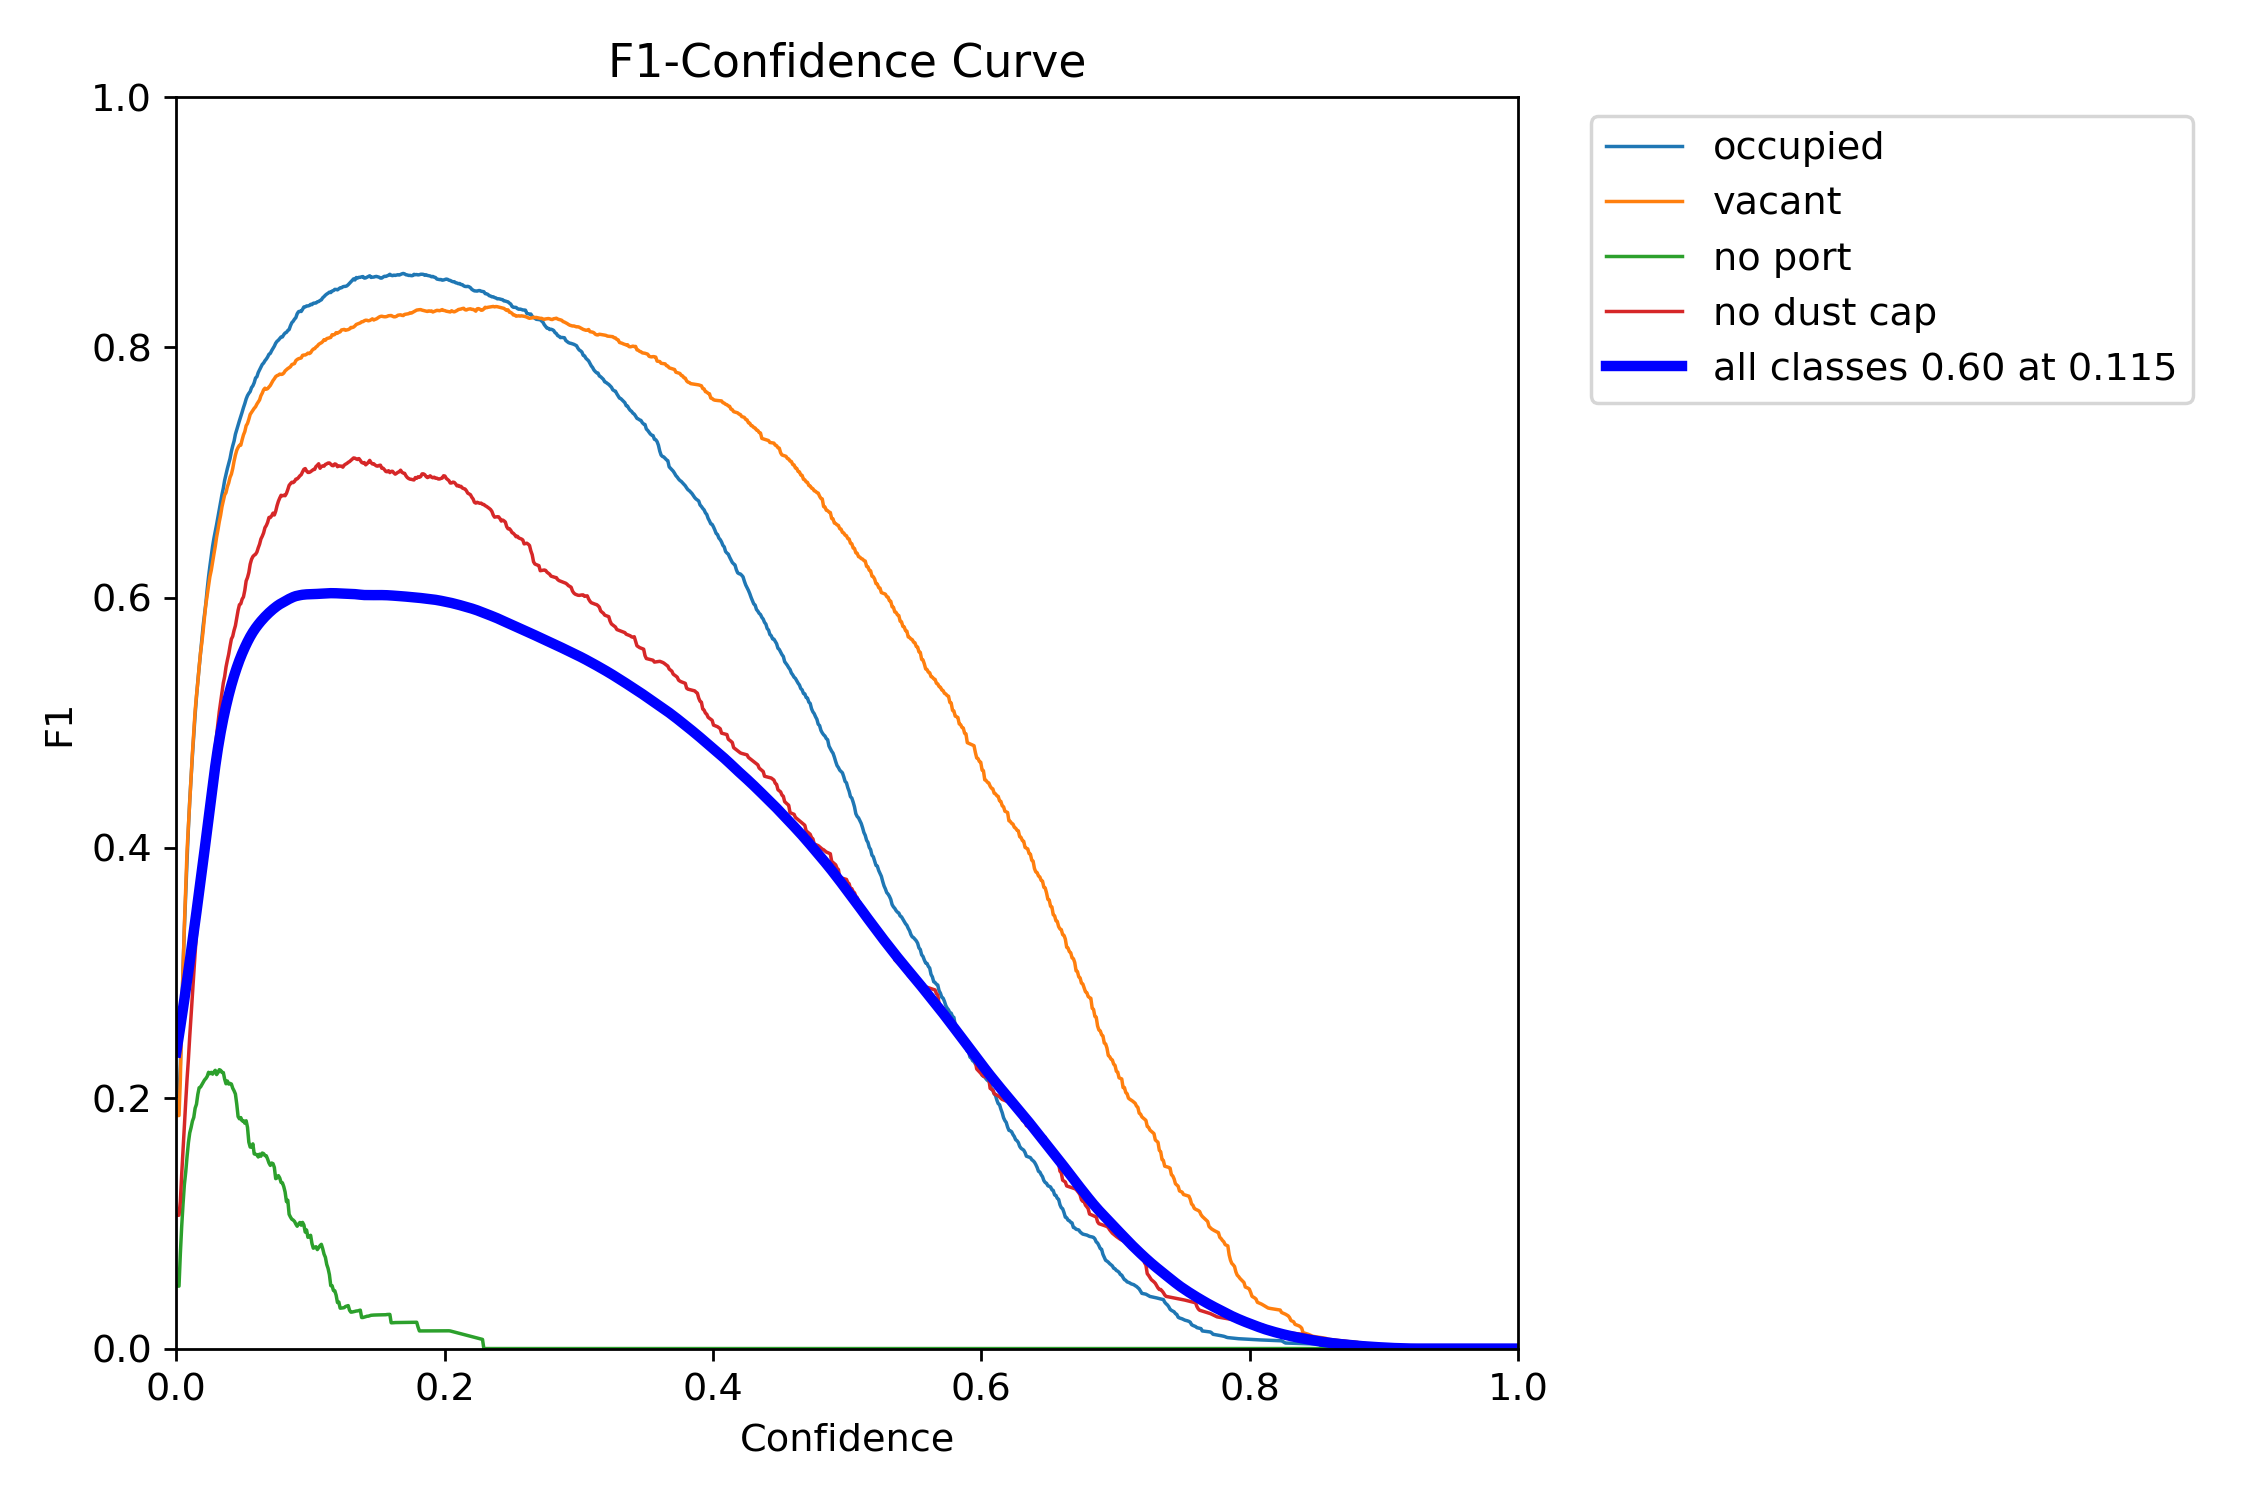 F1-Confidence Curve
1.0
0.8
0.6
0.4
0.2
0.0
F1
0.0 0.2 0.4 0.6 0.8 1.0
Confidence
occupied
vacant
no port
no dust cap
all classes 0.60 at 0.115